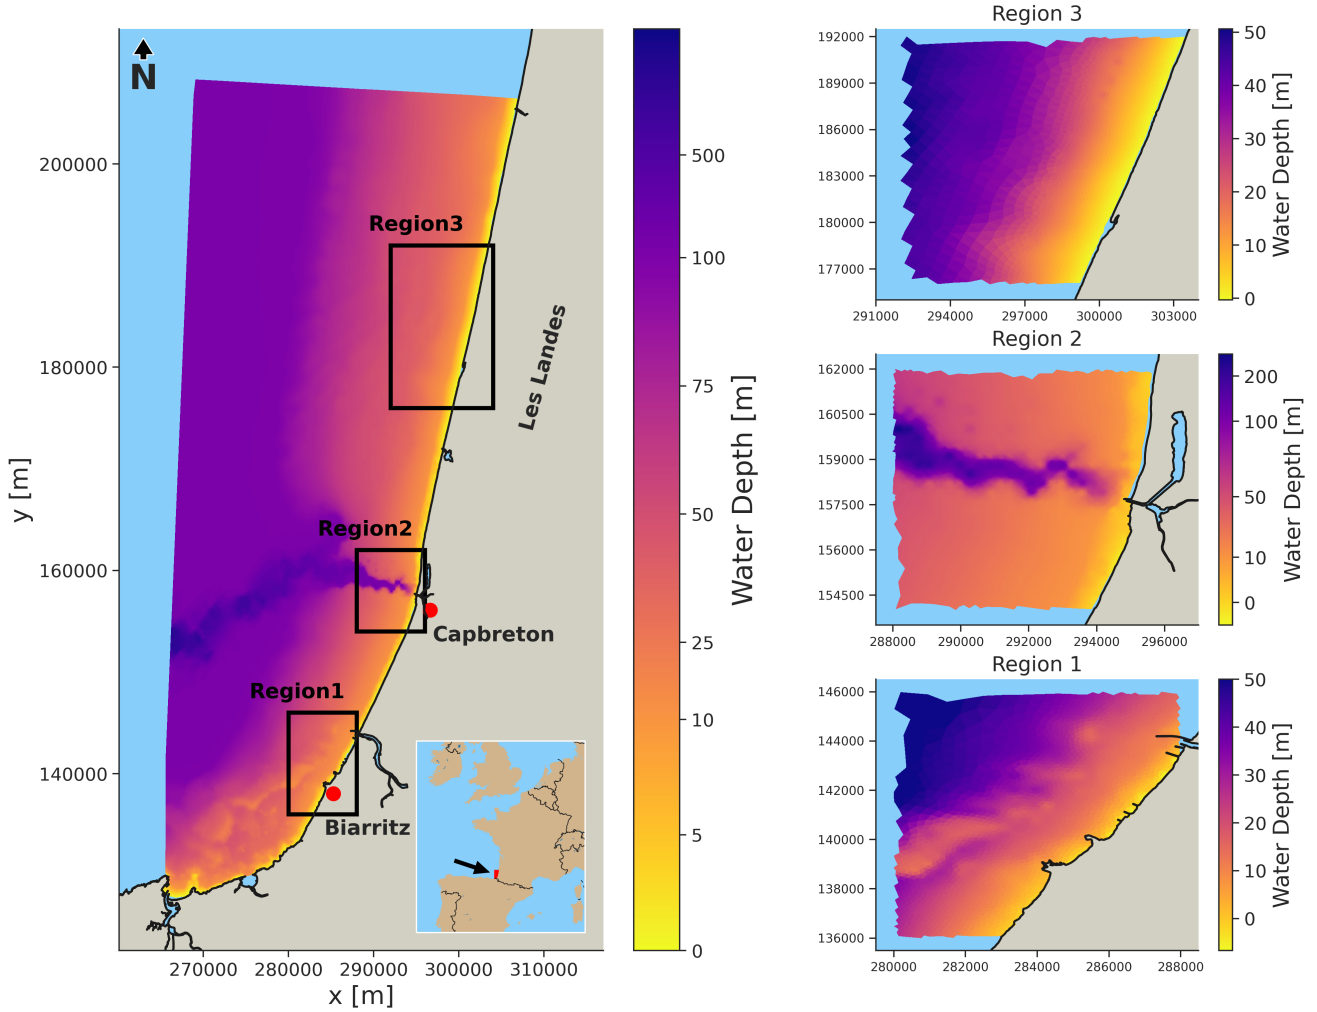 N
Region3
Les Landes
Region2
Capbreton
Region1
Biarritz
200000
180000
160000
140000
y [m]
270000 280000 290000 300000 310000
x [m]
500
100
75
50
25
10
5
0
Water Depth [m]
Region 3
192000
189000
186000
183000
180000
177000
291000 294000 297000 300000 303000
50
40
30
20
10
0
Water Depth [m]
Region 2
162000
160500
159000
157500
156000
154500
288000 290000 292000 294000 296000
200
100
50
10
0
Water Depth [m]
Region 1
146000
144000
142000
140000
138000
136000
280000 282000 284000 286000 288000
50
40
30
20
10
0
Water Depth [m]